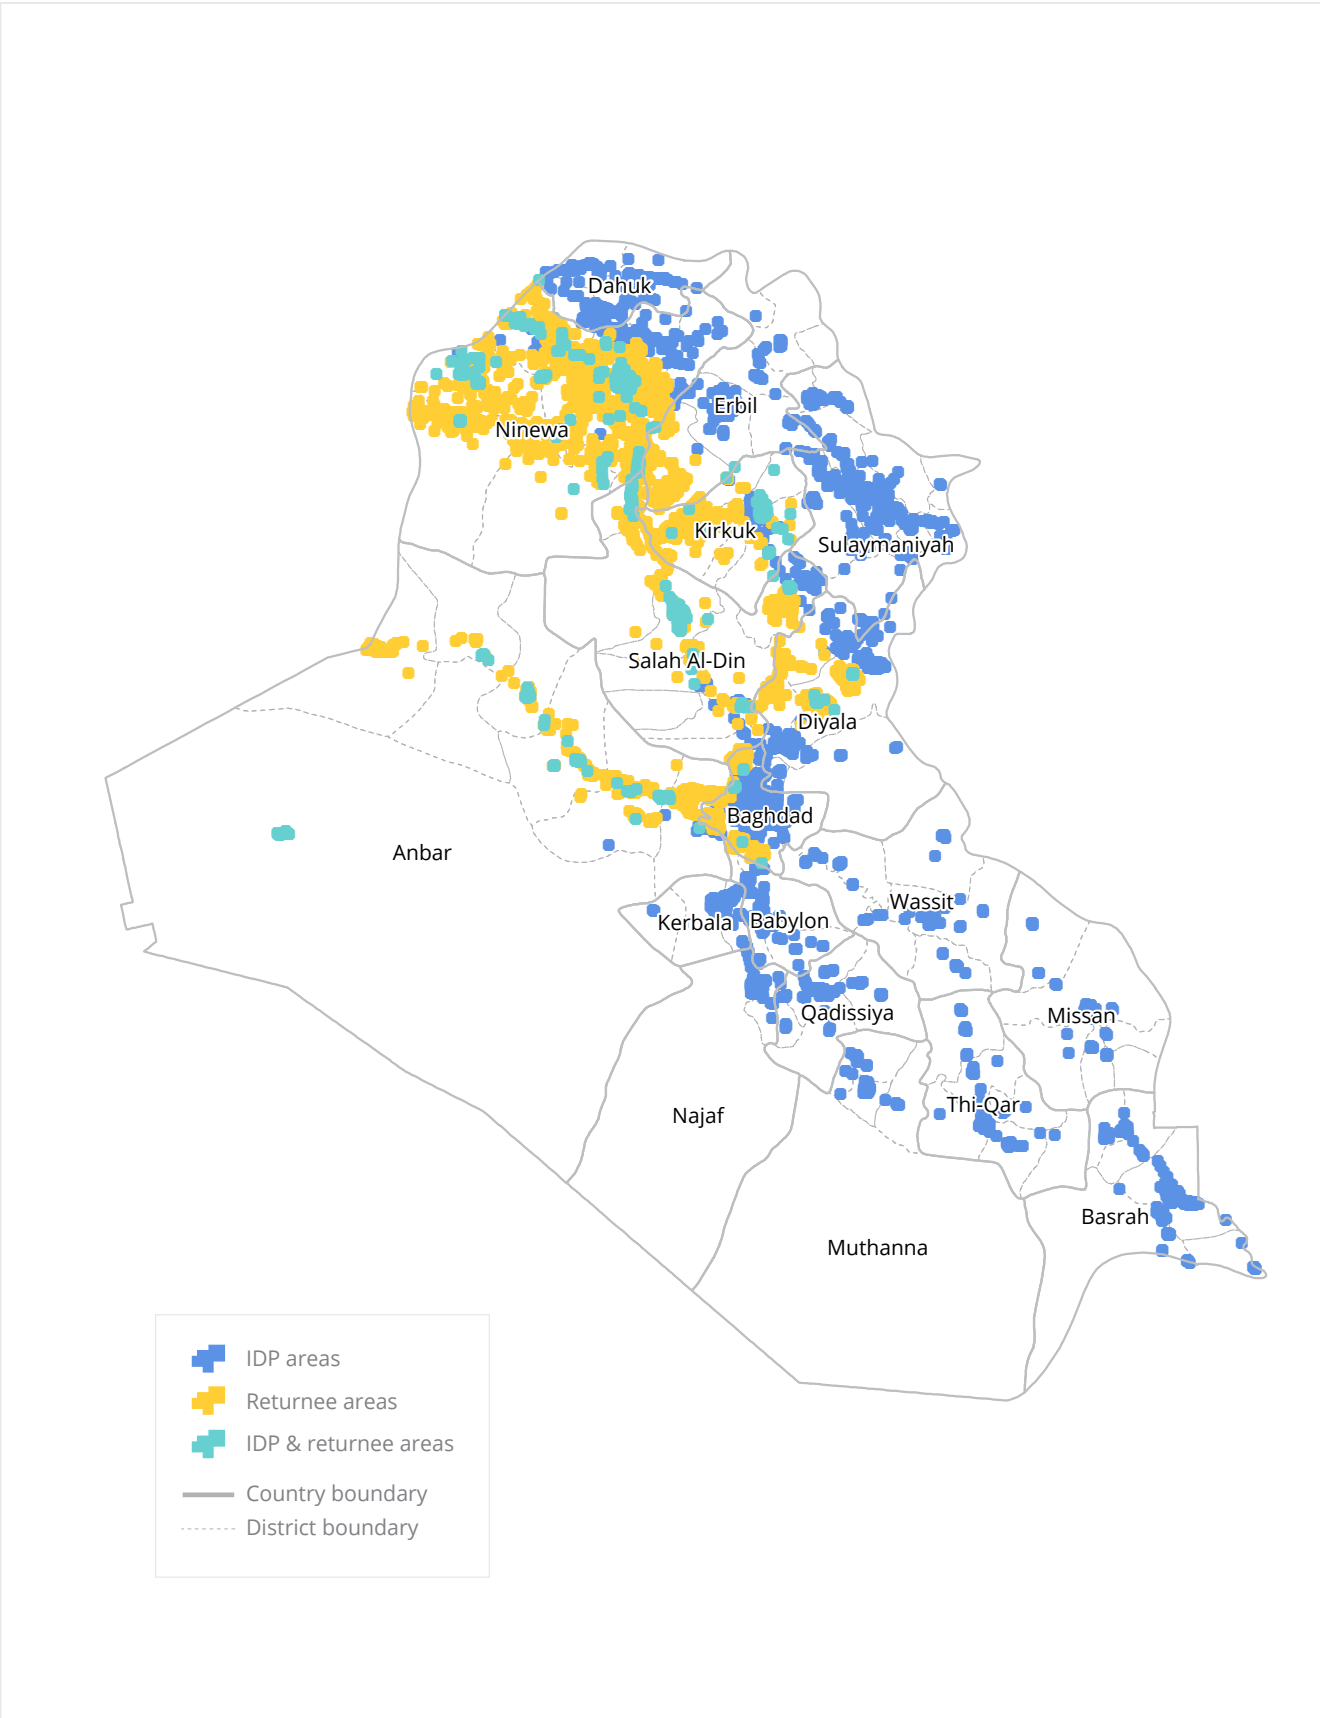 Dahuk
Erbil
Ninewa
Kirkuk
Sulaymaniyah
Salah Al-Din
Diyala
Baghdad
Anbar
Wassit
Kerbala
Babylon
Qadissiya
Missan
Najaf
Thi-Qar
Basrah
Muthanna
IDP areas
Returnee areas
IDP & returnee areas
Country boundary
District boundary